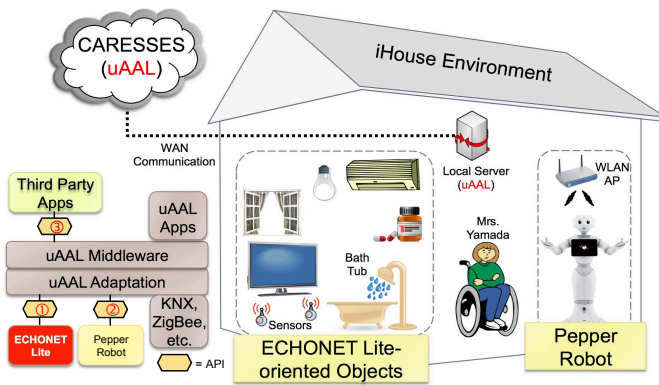 CARESSES
(uAAL)
iHouse Environment
WAN
Communication
Local Server
(uAAL)
WLAN
AP
Third Party
Apps
③
uAAL
Apps
uAAL Middleware
uAAL Adaptation
①
②
KNX,
ZigBee,
etc.
ECHONET
Lite
Pepper
Robot
= API
Bath
Tub
Sensors
Mrs.
Yamada
ECHONET Lite-
oriented Objects
Pepper
Robot